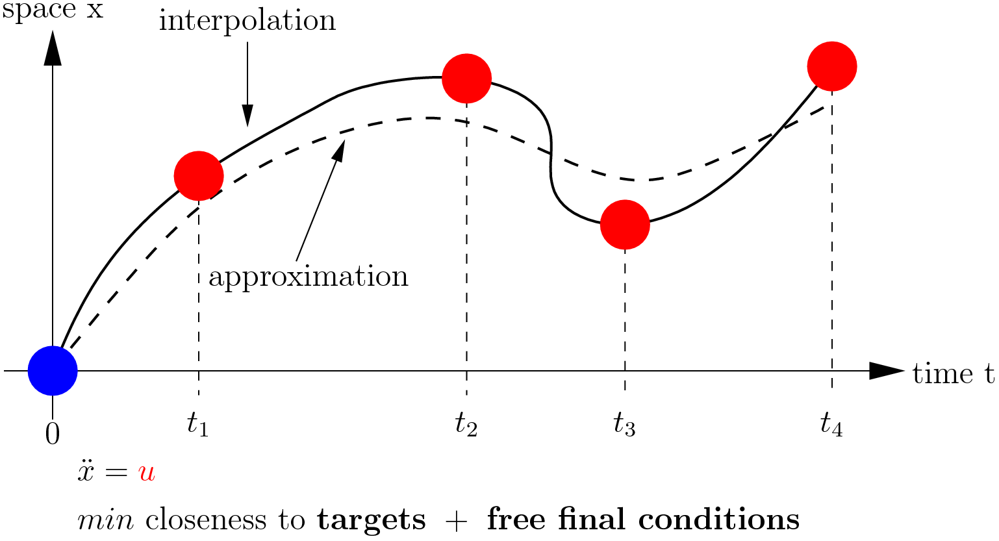 space x
interpolation
approximation
time t
0
t₁
t₂
t₃
t₄
ẍ = u
min closeness to targets + free final conditions